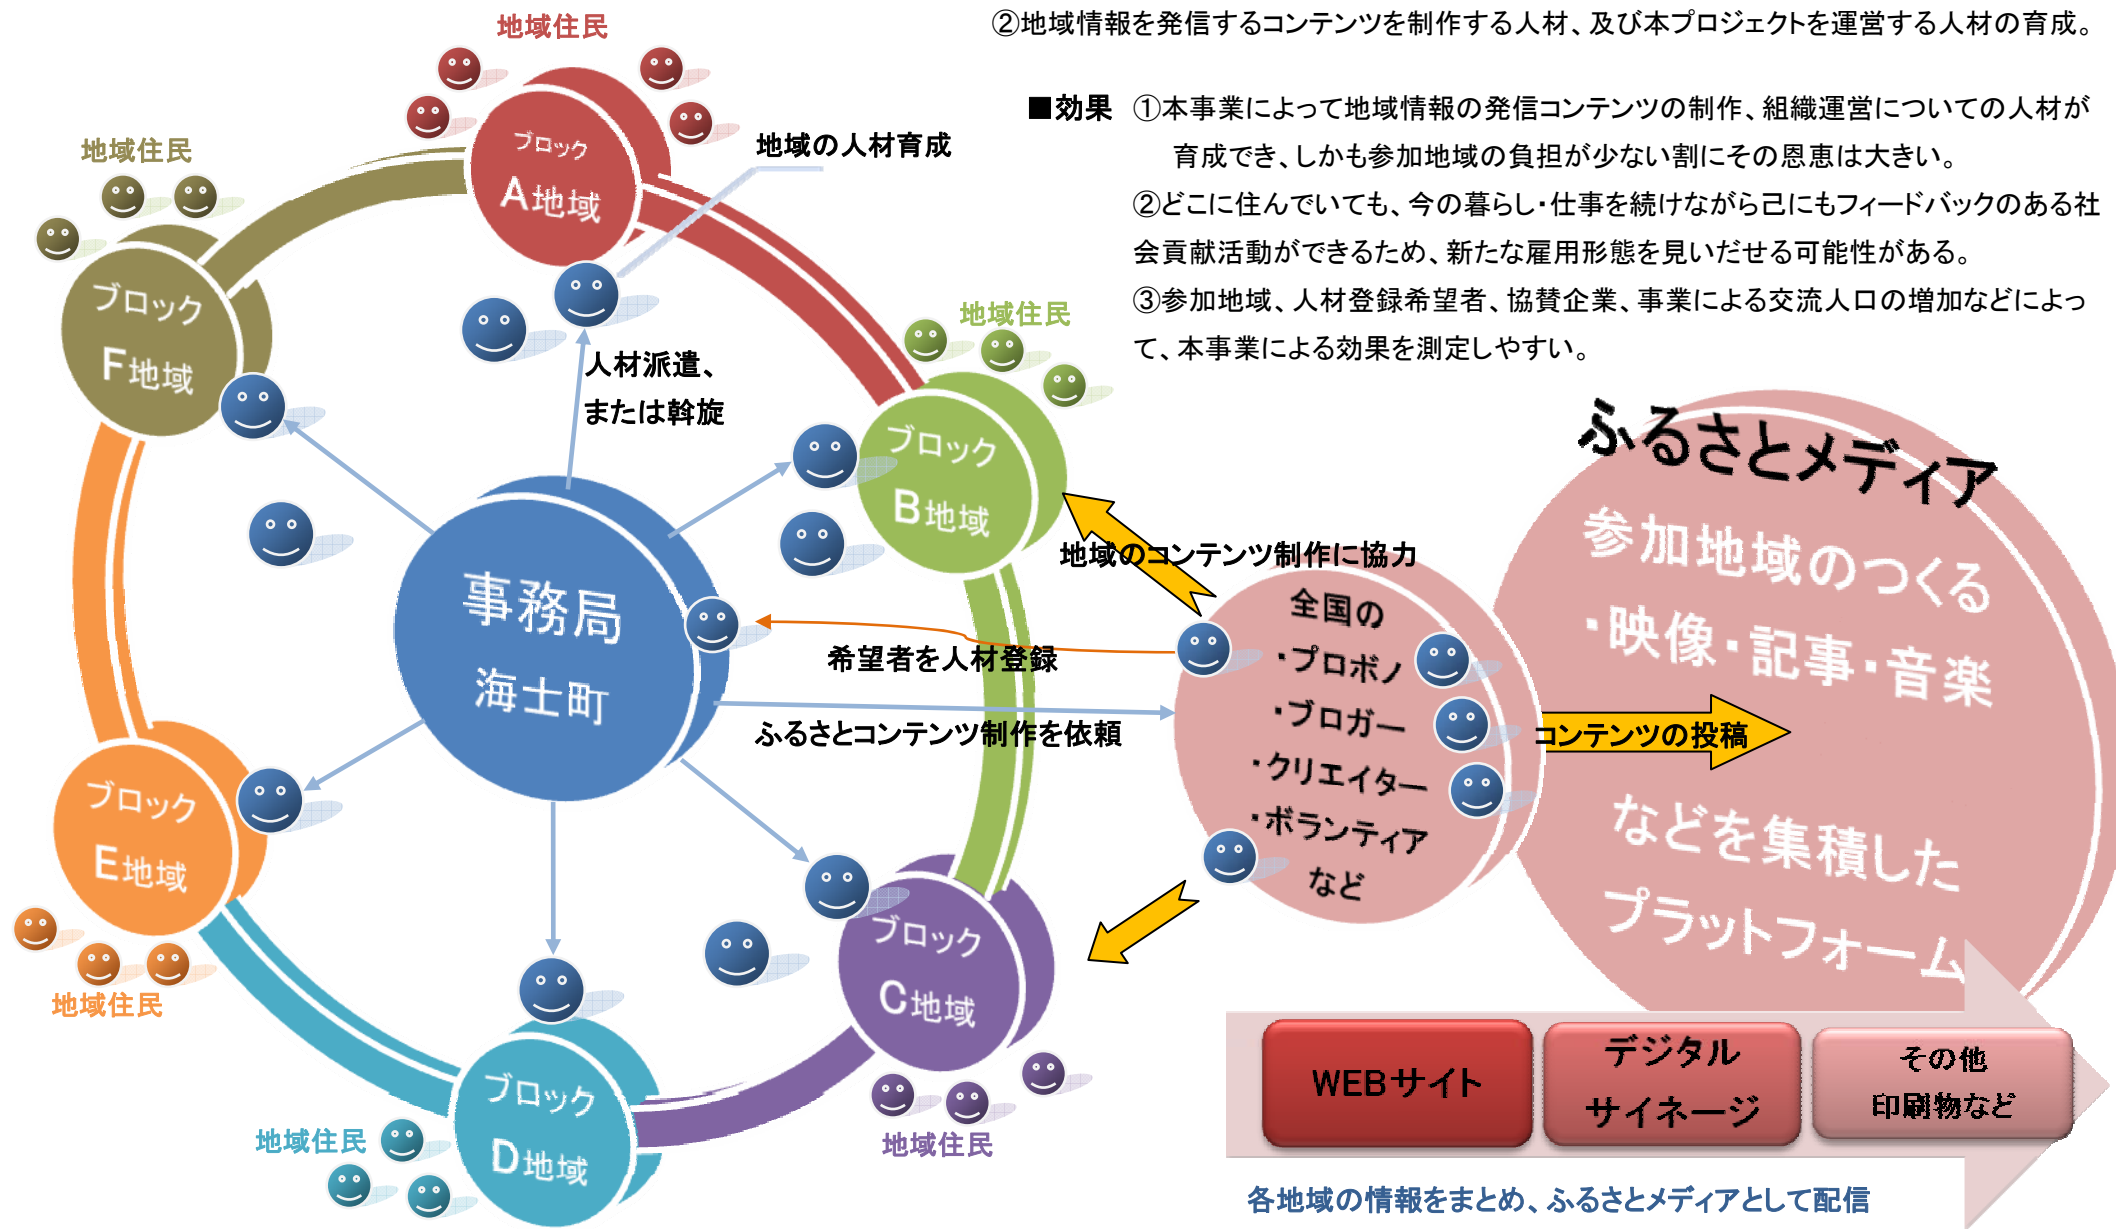 ②地域情報を発信するコンテンツを制作する人材、及び本プロジェクトを運営する人材の育成。
■効果 ①本事業によって地域情報の発信コンテンツの制作、組織運営についての人材が
育成でき、しかも参加地域の負担が少ない割にその恩恵は大きい。
②どこに住んでいても、今の暮らし・仕事を続けながら己にもフィードバックのある社
会貢献活動ができるため、新たな雇用形態を見いだせる可能性がある。
③参加地域、人材登録希望者、協賛企業、事業による交流人口の増加などによっ
て、本事業による効果を測定しやすい。
地域住民
ブロック
A地域
地域の人材育成
地域住民
ブロック
F地域
人材派遣、
または斡旋
地域住民
ブロック
B地域
事務局
海士町
地域のコンテンツ制作に協力
希望者を人材登録
ふるさとコンテンツ制作を依頼
全国の
・プロボノ
・ブロガー
・クリエイター
・ボランティア
など
コンテンツの投稿
ふるさとメディア
参加地域のつくる
・映像・記事・音楽
などを集積した
プラットフォーム
ブロック
E地域
地域住民
ブロック
C地域
地域住民
ブロック
D地域
地域住民
WEBサイト
デジタル
サイネージ
その他
印刷物など
各地域の情報をまとめ、ふるさとメディアとして配信